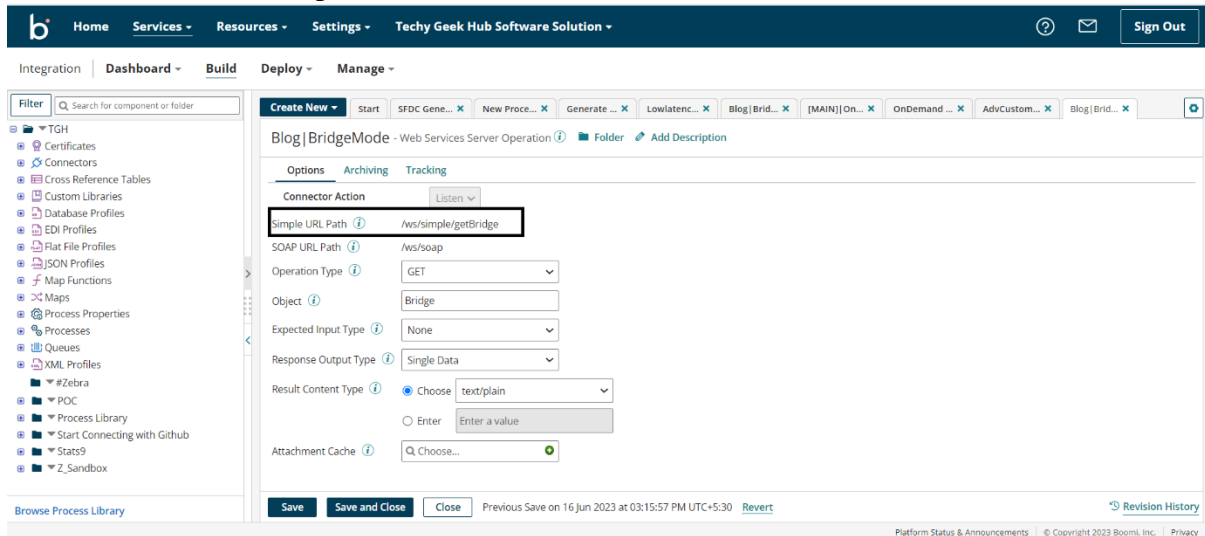 b Home Services Resources Settings Techy Geek Hub Software Solution Sign Out
Integration Dashboard Build Deploy Manage
Filter Search for component or folder
Create New Start SFDC Gene... New Proce... Generate ... Lowlatenc... Blog|Brid... [MAIN]|On... OnDemand ... AdvCustom... Blog|Brid...
TGH
Certificates
Connectors
Cross Reference Tables
Custom Libraries
Database Profiles
EDI Profiles
Flat File Profiles
JSON Profiles
Map Functions
Maps
Process Properties
Processes
Queues
XML Profiles
#Zebra
POC
Process Library
Start Connecting with Github
Stats9
Z_Sandbox
Browse Process Library
Blog|BridgeMode - Web Services Server Operation Folder Add Description
Options Archiving Tracking
Connector Action Listen
Simple URL Path /ws/simple/getBridge
SOAP URL Path /ws/soap
Operation Type GET
Object Bridge
Expected Input Type None
Response Output Type Single Data
Result Content Type Choose text/plain
Enter Enter a value
Attachment Cache Choose...
Save Save and Close Close Previous Save on 16 Jun 2023 at 03:15:57 PM UTC+5:30 Revert Revision History
Platform Status & Announcements © Copyright 2023 Boomi, Inc. Privacy